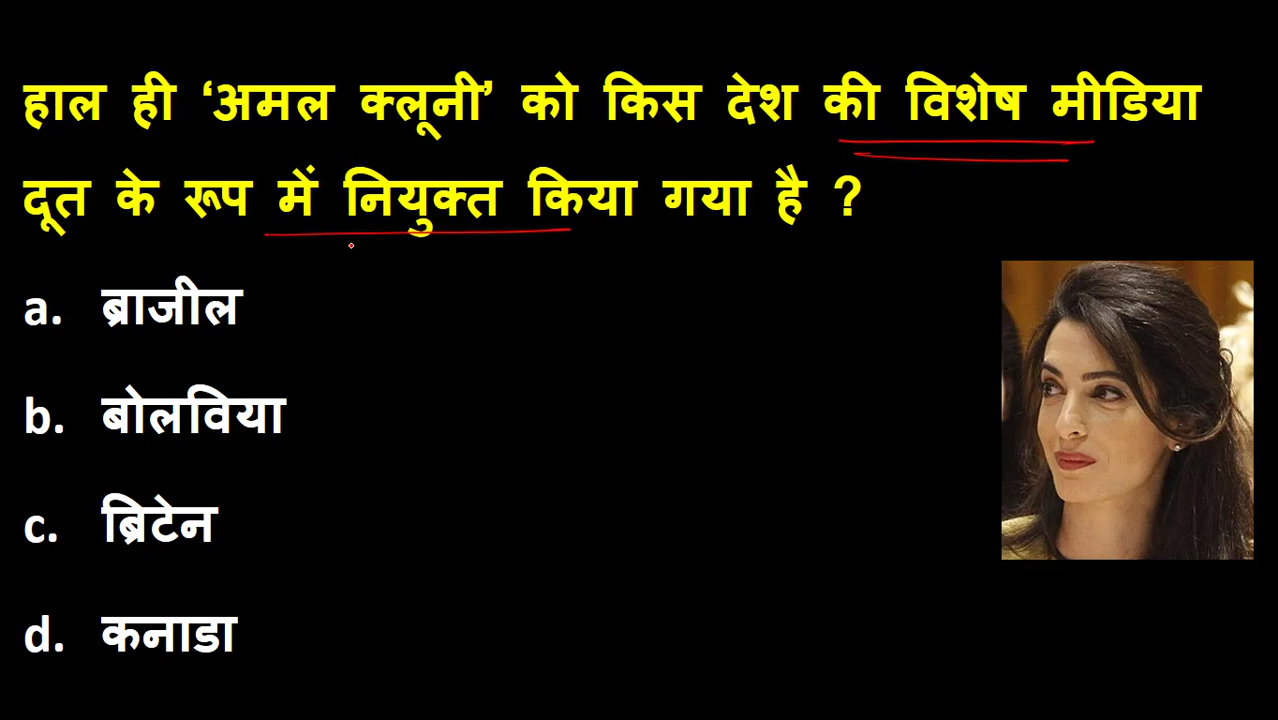 हाल ही ‘अमल क्लूनी’ को किस देश की विशेष मीडिया
दूत के रूप में नियुक्त किया गया है ?
a. ब्राजील
b. बोलविया
c. ब्रिटेन
d. कनाडा